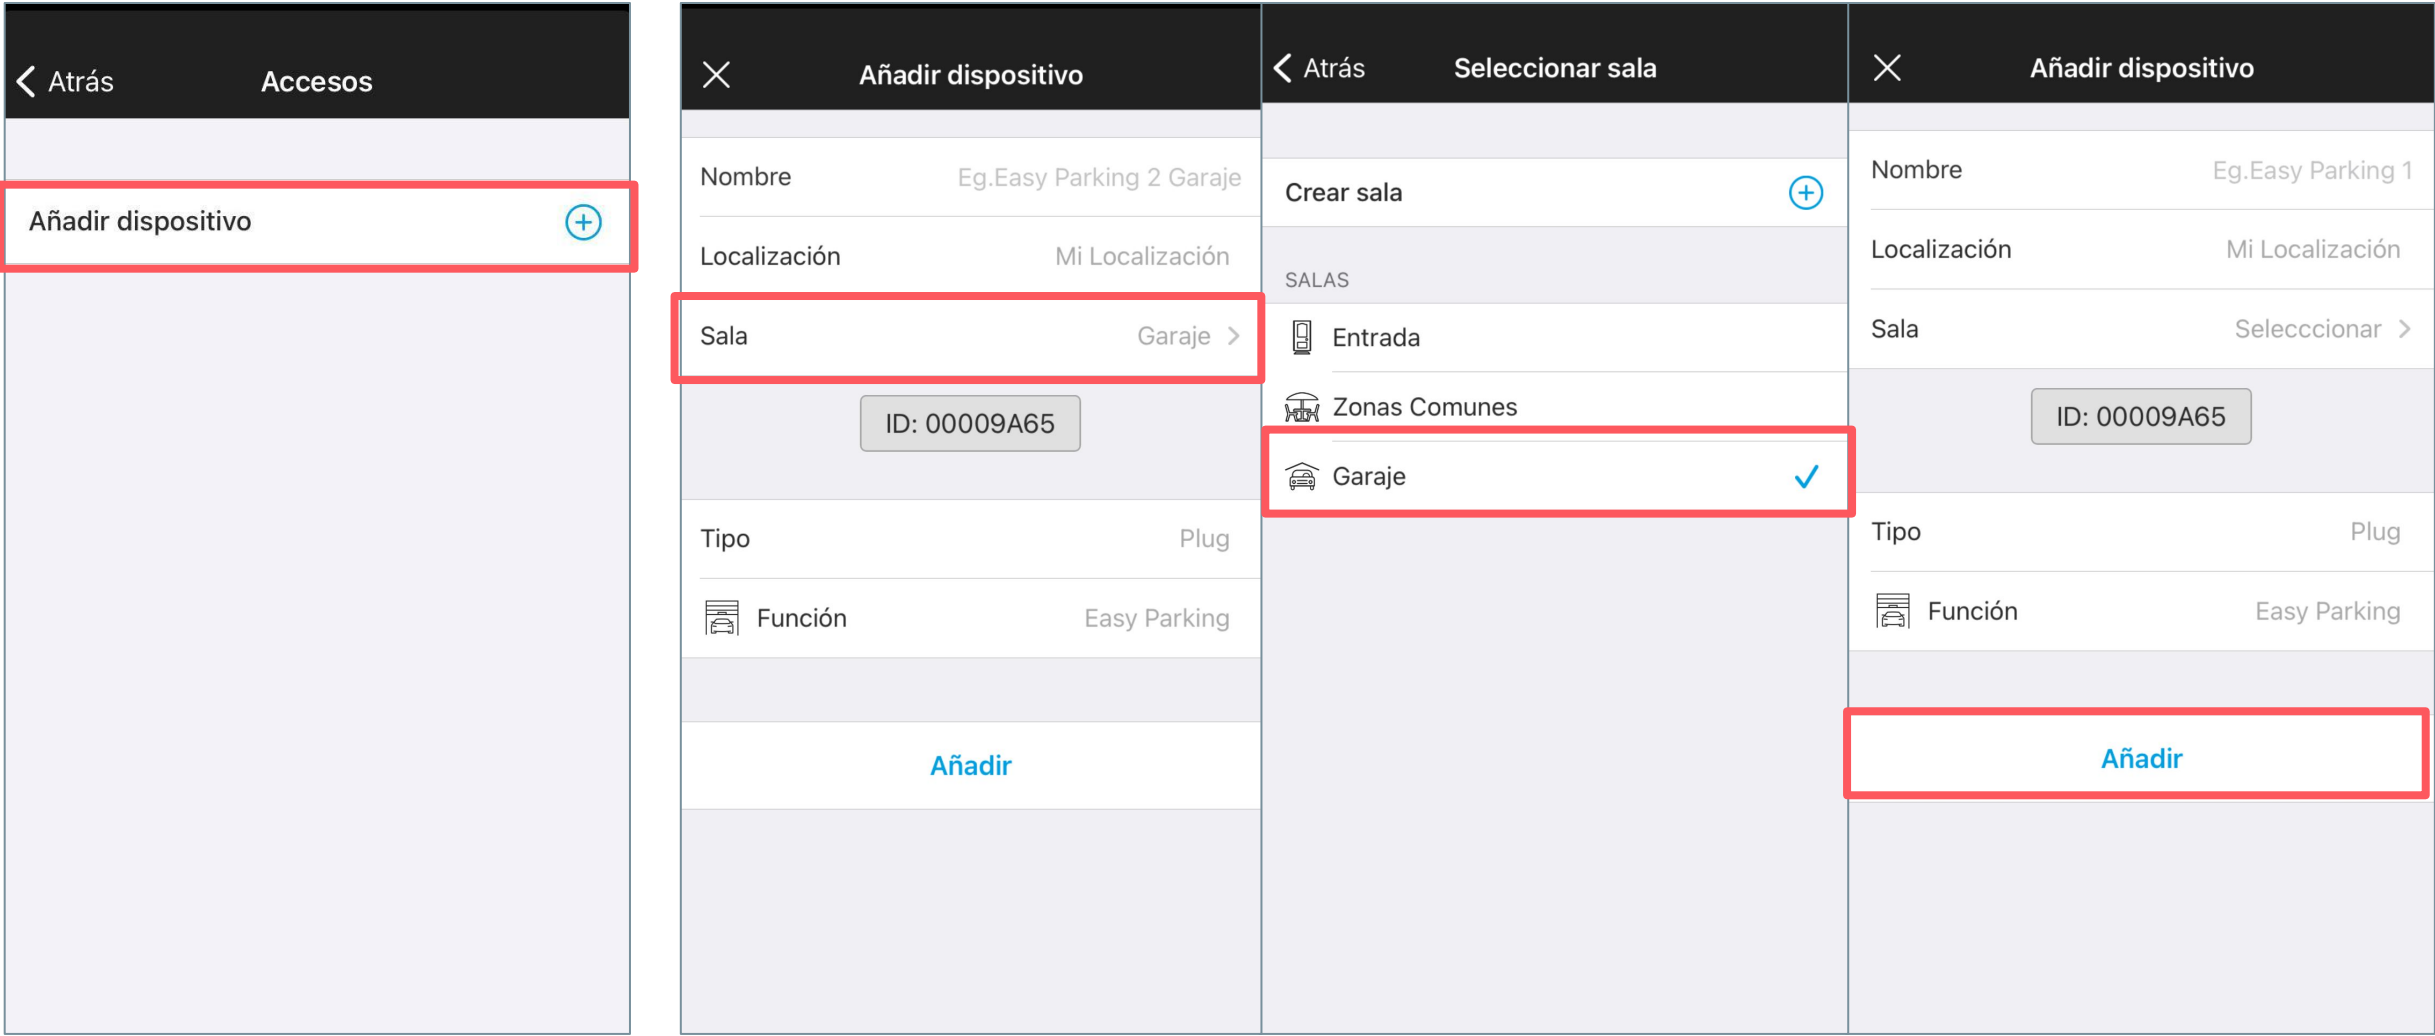 Atrás
Accesos
Añadir dispositivo
Añadir dispositivo
Nombre Eg.Easy Parking 2 Garaje
Localización Mi Localización
Sala Garaje
ID: 00009A65
Tipo Plug
Función Easy Parking
Añadir
Atrás
Seleccionar sala
Crear sala
SALAS
Entrada
Zonas Comunes
Garaje
Añadir dispositivo
Nombre Eg.Easy Parking 1
Localización Mi Localización
Sala Selecccionar
ID: 00009A65
Tipo Plug
Función Easy Parking
Añadir